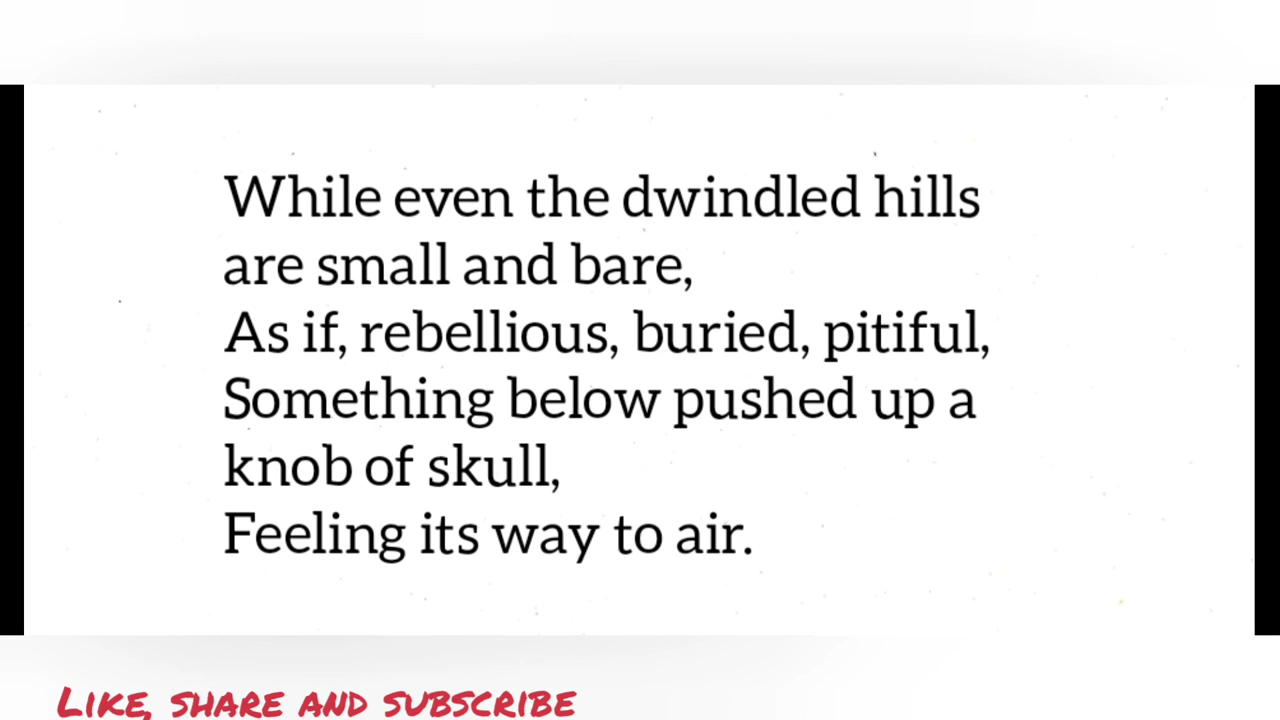 While even the dwindled hills
are small and bare,
As if, rebellious, buried, pitiful,
Something below pushed up a
knob of skull,
Feeling its way to air.
LIKE, SHARE AND SUBSCRIBE